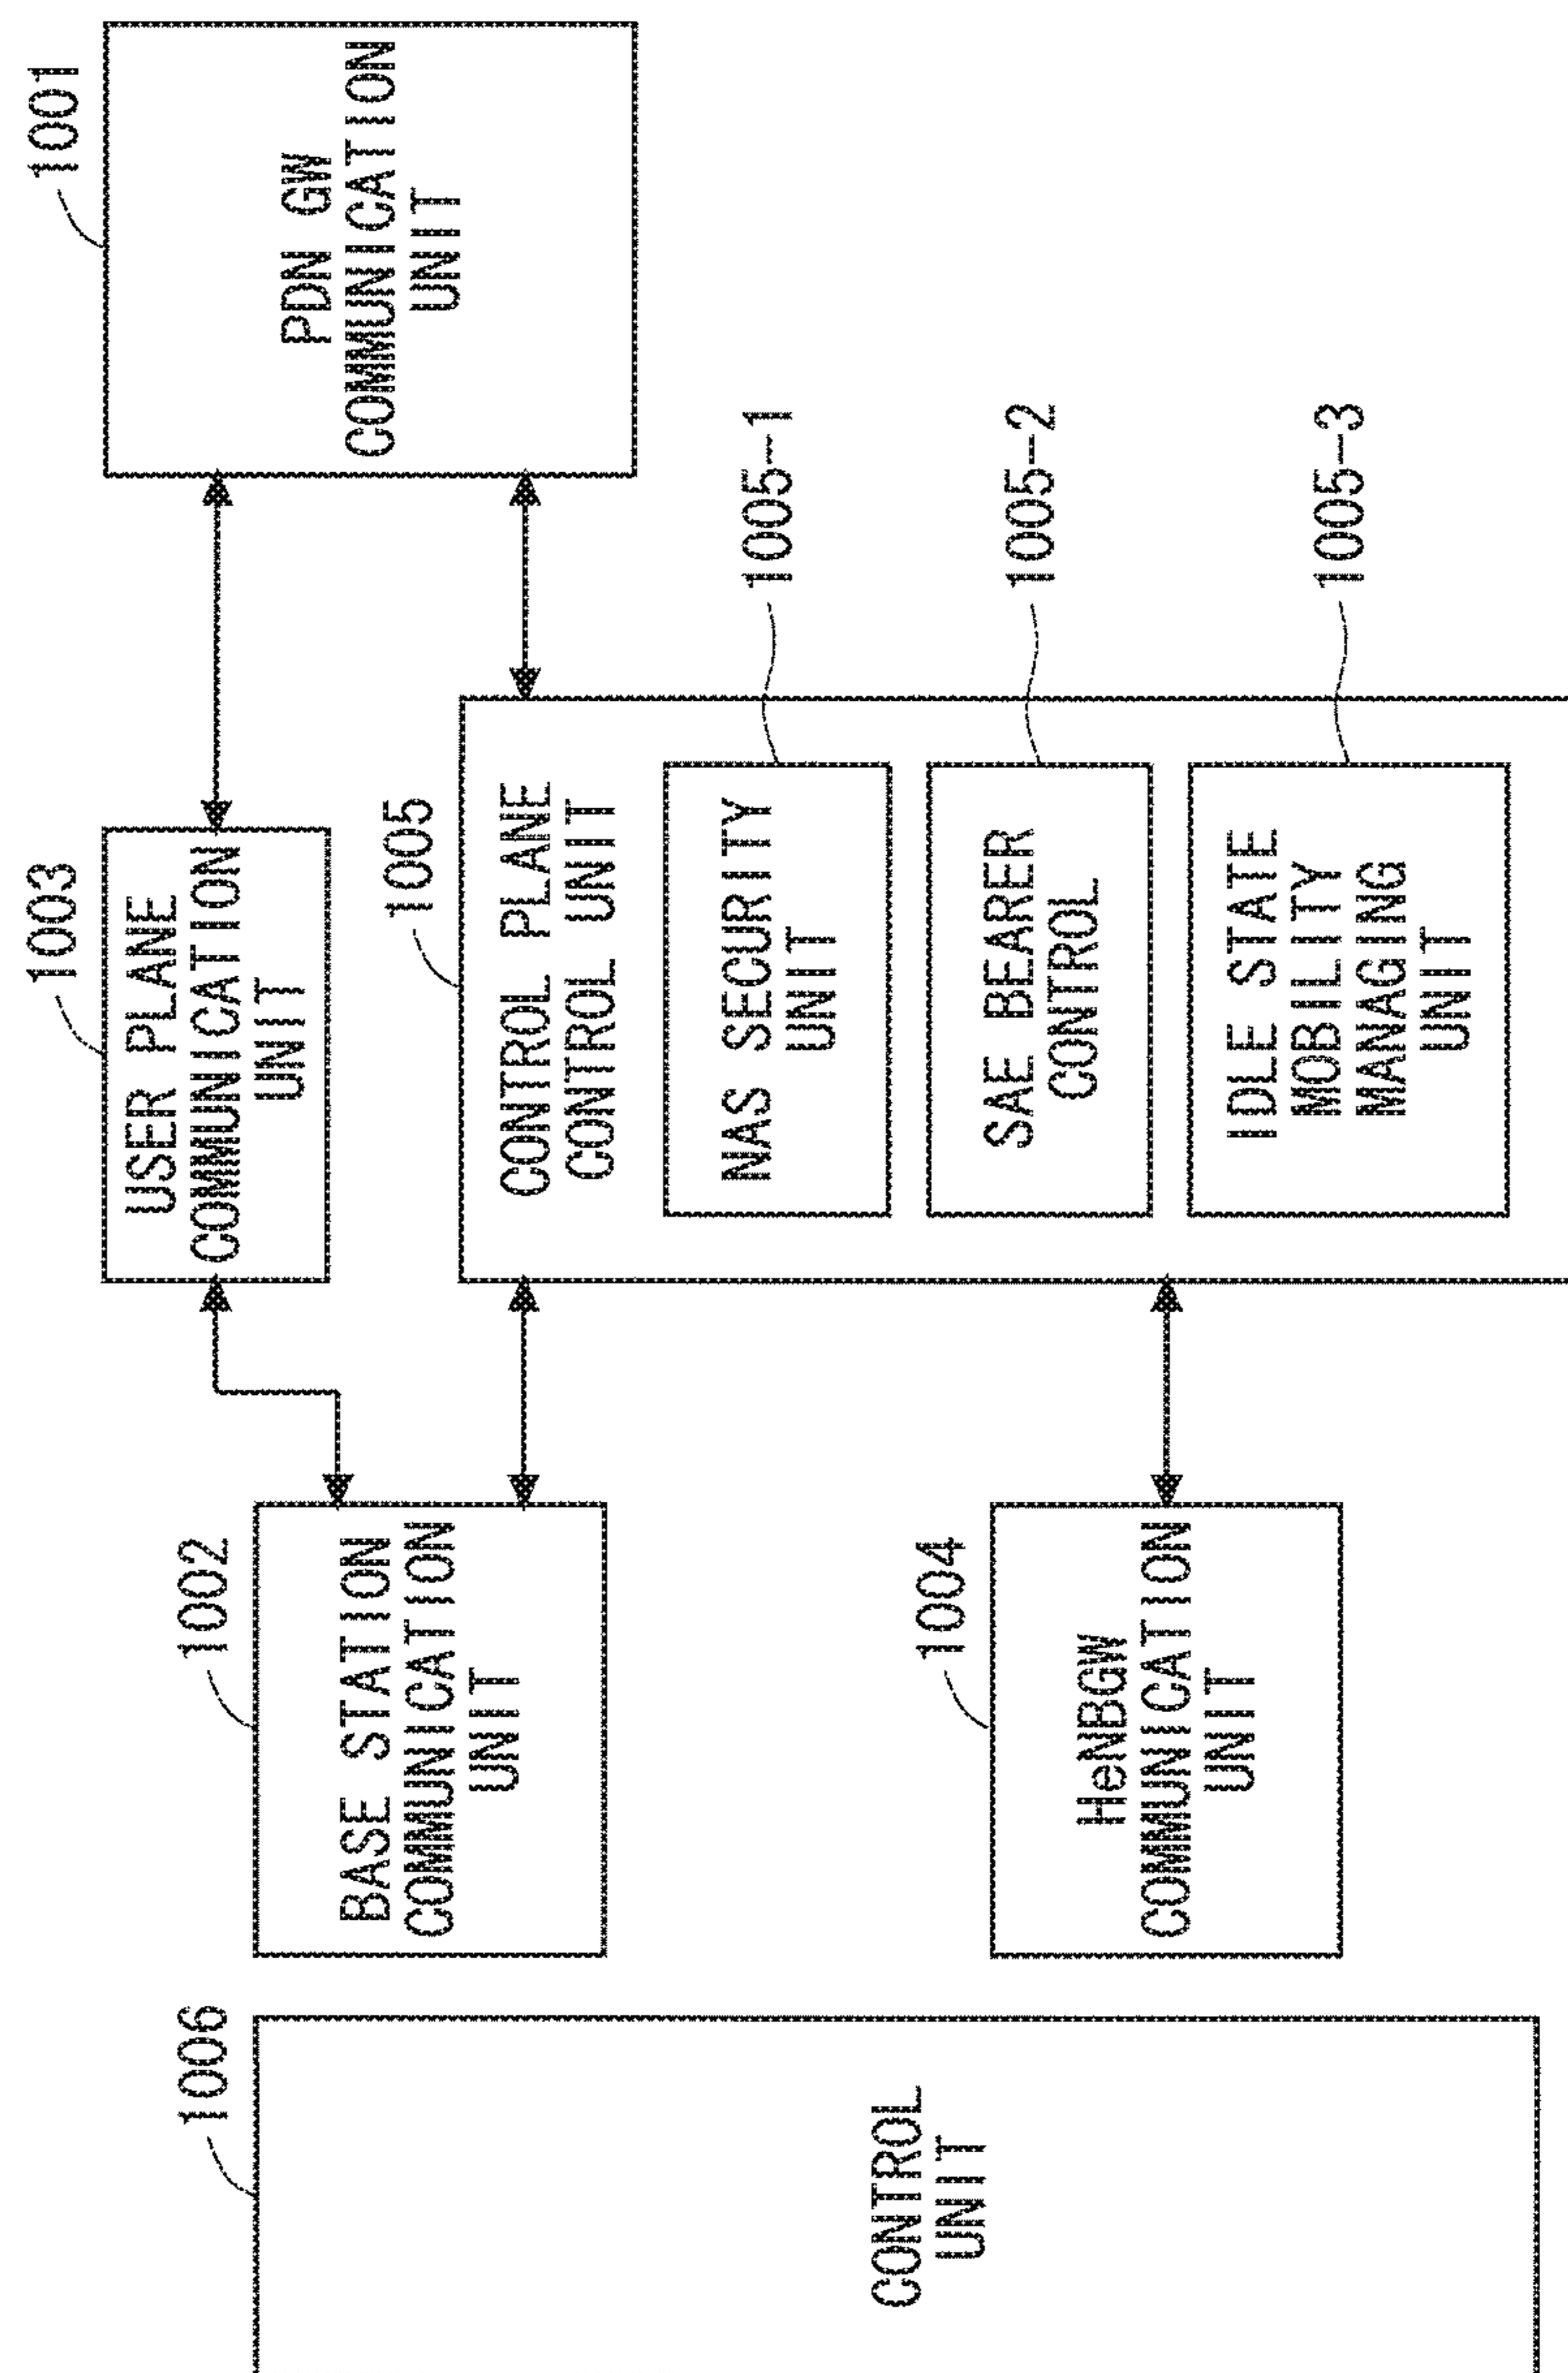 1006
CONTROL
UNIT
1002
BASE STATION
COMMUNICATION
UNIT
1004
HeNBGW
COMMUNICATION
UNIT
1003
USER PLANE
COMMUNICATION
UNIT
1005
CONTROL PLANE
CONTROL UNIT
NAS SECURITY
UNIT
1005-1
SAE BEARER
CONTROL
1005-2
IDLE STATE
MOBILITY
MANAGING
UNIT
1005-3
1001
PDN GW
COMMUNICATION
UNIT